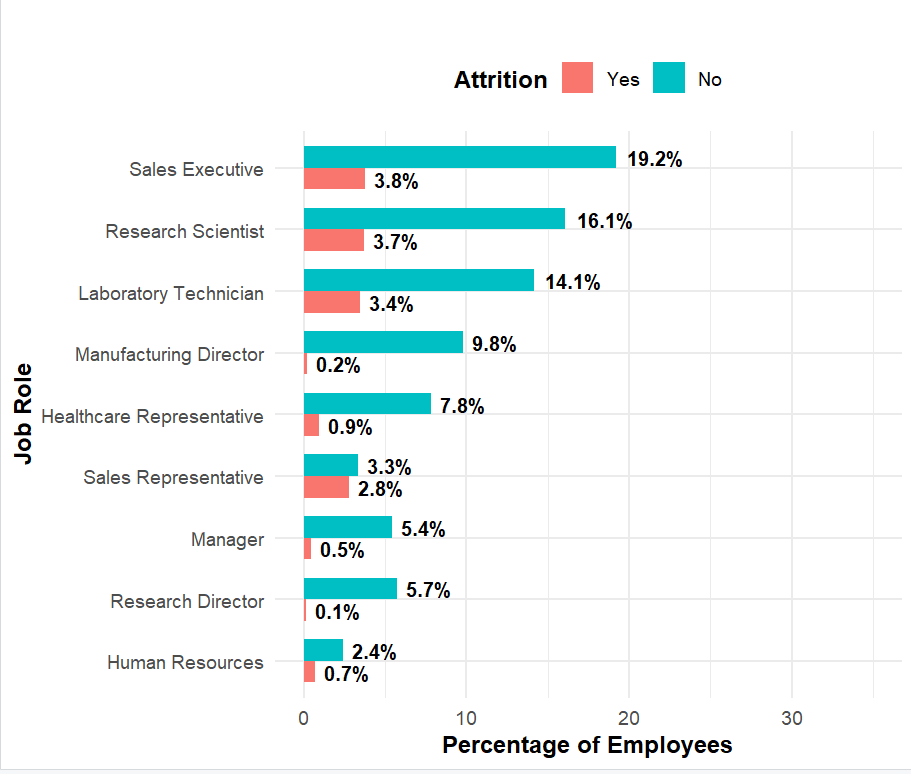 Attrition Yes No
Sales Executive 19.2%
3.8%
Research Scientist 16.1%
3.7%
Laboratory Technician 14.1%
3.4%
Manufacturing Director 9.8%
0.2%
Healthcare Representative 7.8%
0.9%
Sales Representative 3.3%
2.8%
Manager 5.4%
0.5%
Research Director 5.7%
0.1%
Human Resources 2.4%
0.7%
Job Role
0 10 20 30
Percentage of Employees